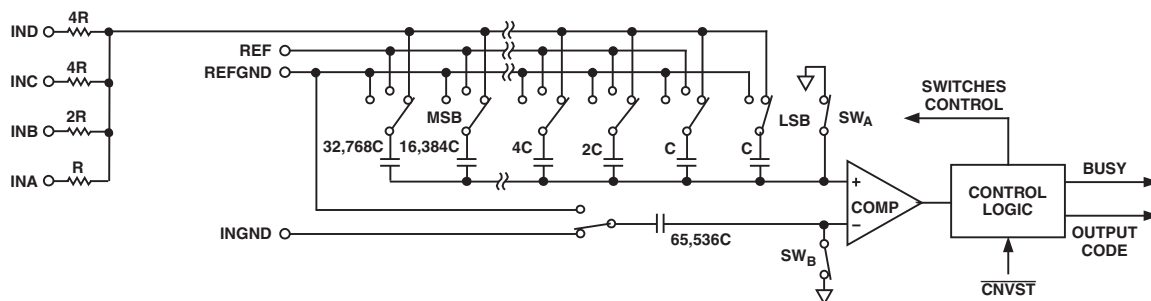 IND
4R
INC
4R
INB
2R
INA
R
REF
REFGND
MSB
32,768C
16,384C
4C
2C
C
C
LSB
SWA
SWITCHES
CONTROL
+
COMP
−
CONTROL
LOGIC
BUSY
OUTPUT
CODE
INGND
65,536C
SWB
CNVST